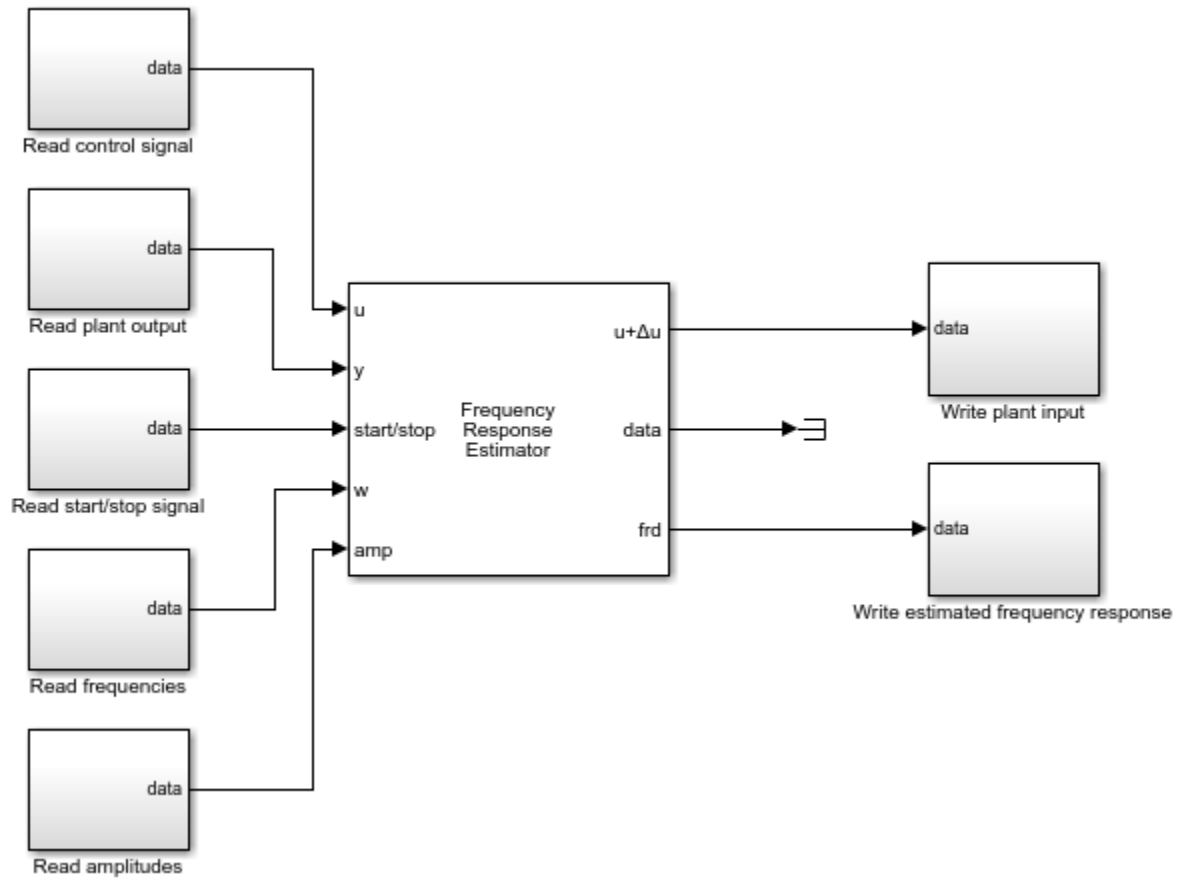 data
Read control signal
data
Read plant output
data
Read start/stop signal
data
Read frequencies
data
Read amplitudes
u
y
start/stop
w
amp
Frequency
Response
Estimator
u+Δu
data
frd
data
Write plant input
data
Write estimated frequency response